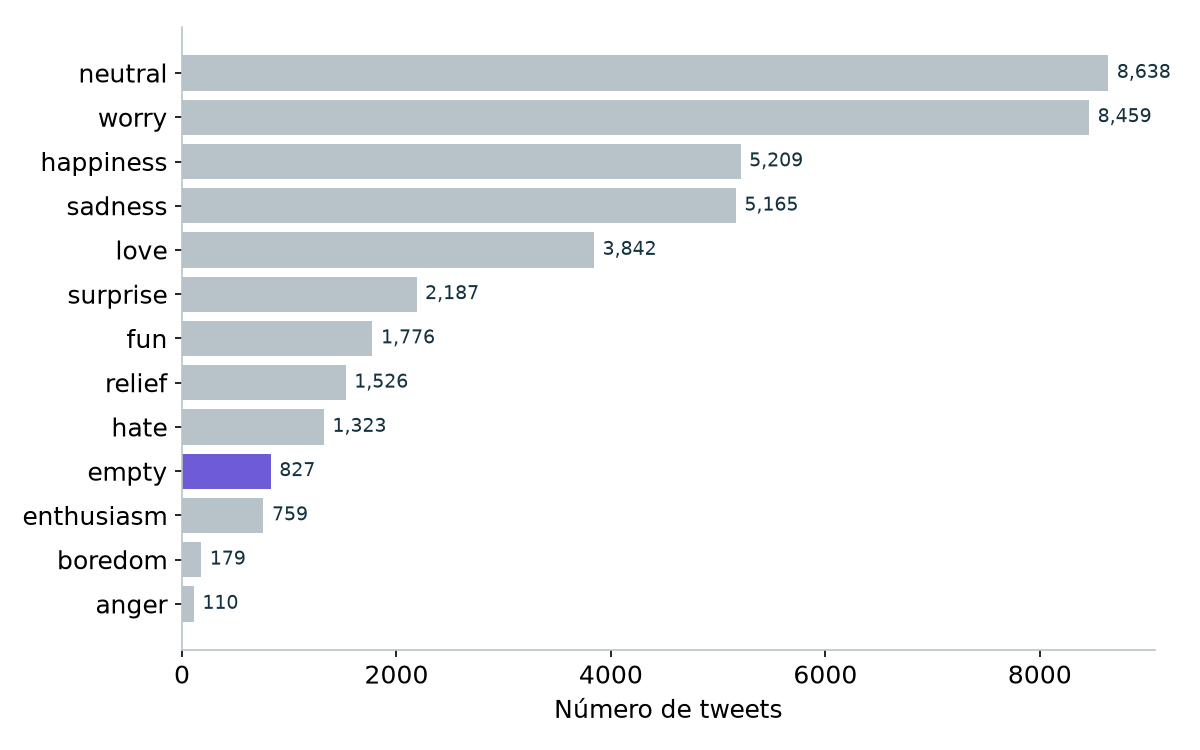 neutral 8,638
worry 8,459
happiness 5,209
sadness 5,165
love 3,842
surprise 2,187
fun 1,776
relief 1,526
hate 1,323
empty 827
enthusiasm 759
boredom 179
anger 110
0 2000 4000 6000 8000
Número de tweets